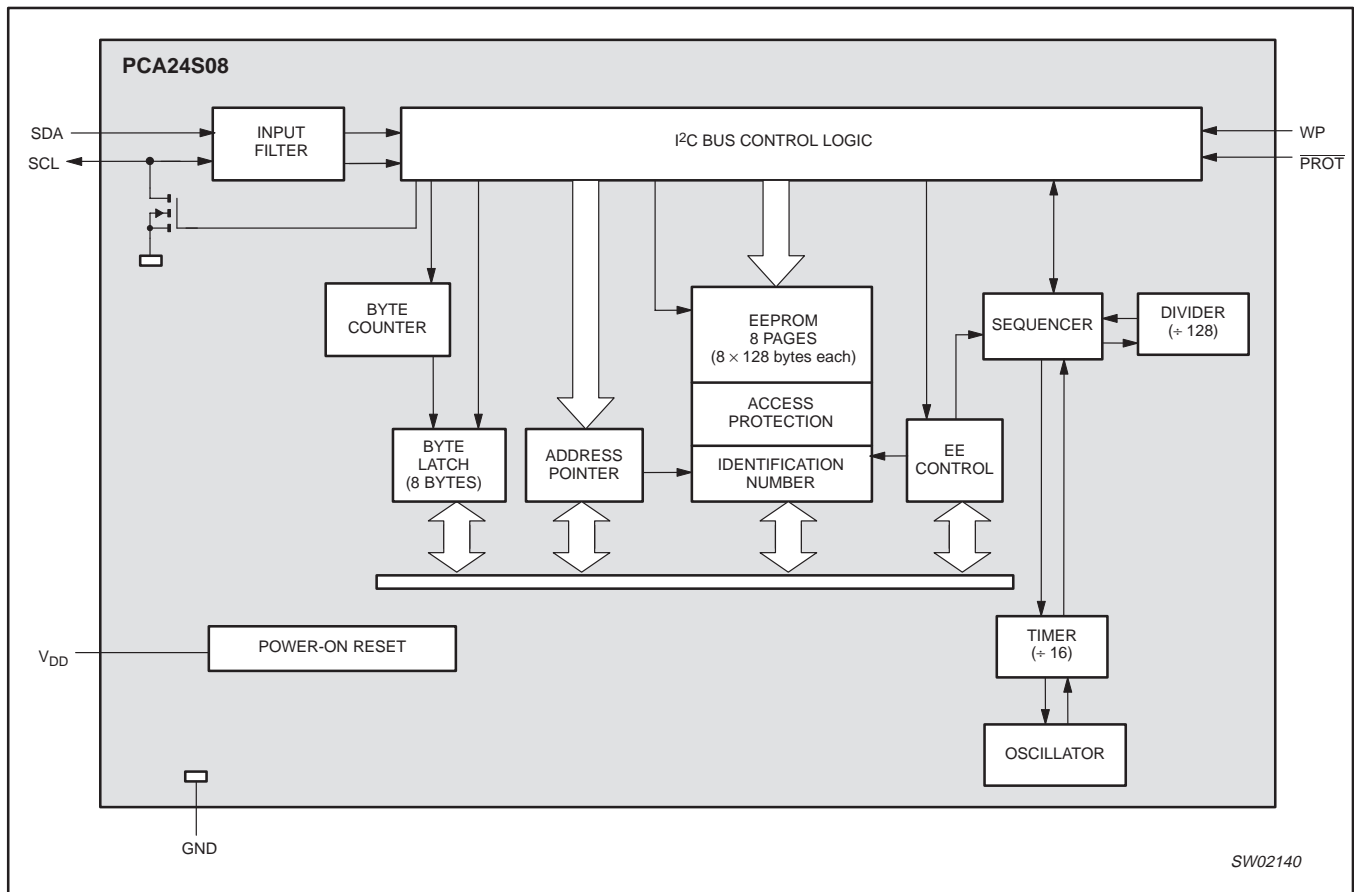 PCA24S08
SDA
SCL
INPUT
FILTER
I²C BUS CONTROL LOGIC
WP
PROT
BYTE
COUNTER
EEPROM
8 PAGES
(8 × 128 bytes each)
SEQUENCER
DIVIDER
(÷ 128)
ACCESS
PROTECTION
BYTE
LATCH
(8 BYTES)
ADDRESS
POINTER
IDENTIFICATION
NUMBER
EE
CONTROL
VDD
POWER-ON RESET
TIMER
(÷ 16)
OSCILLATOR
GND
SW02140